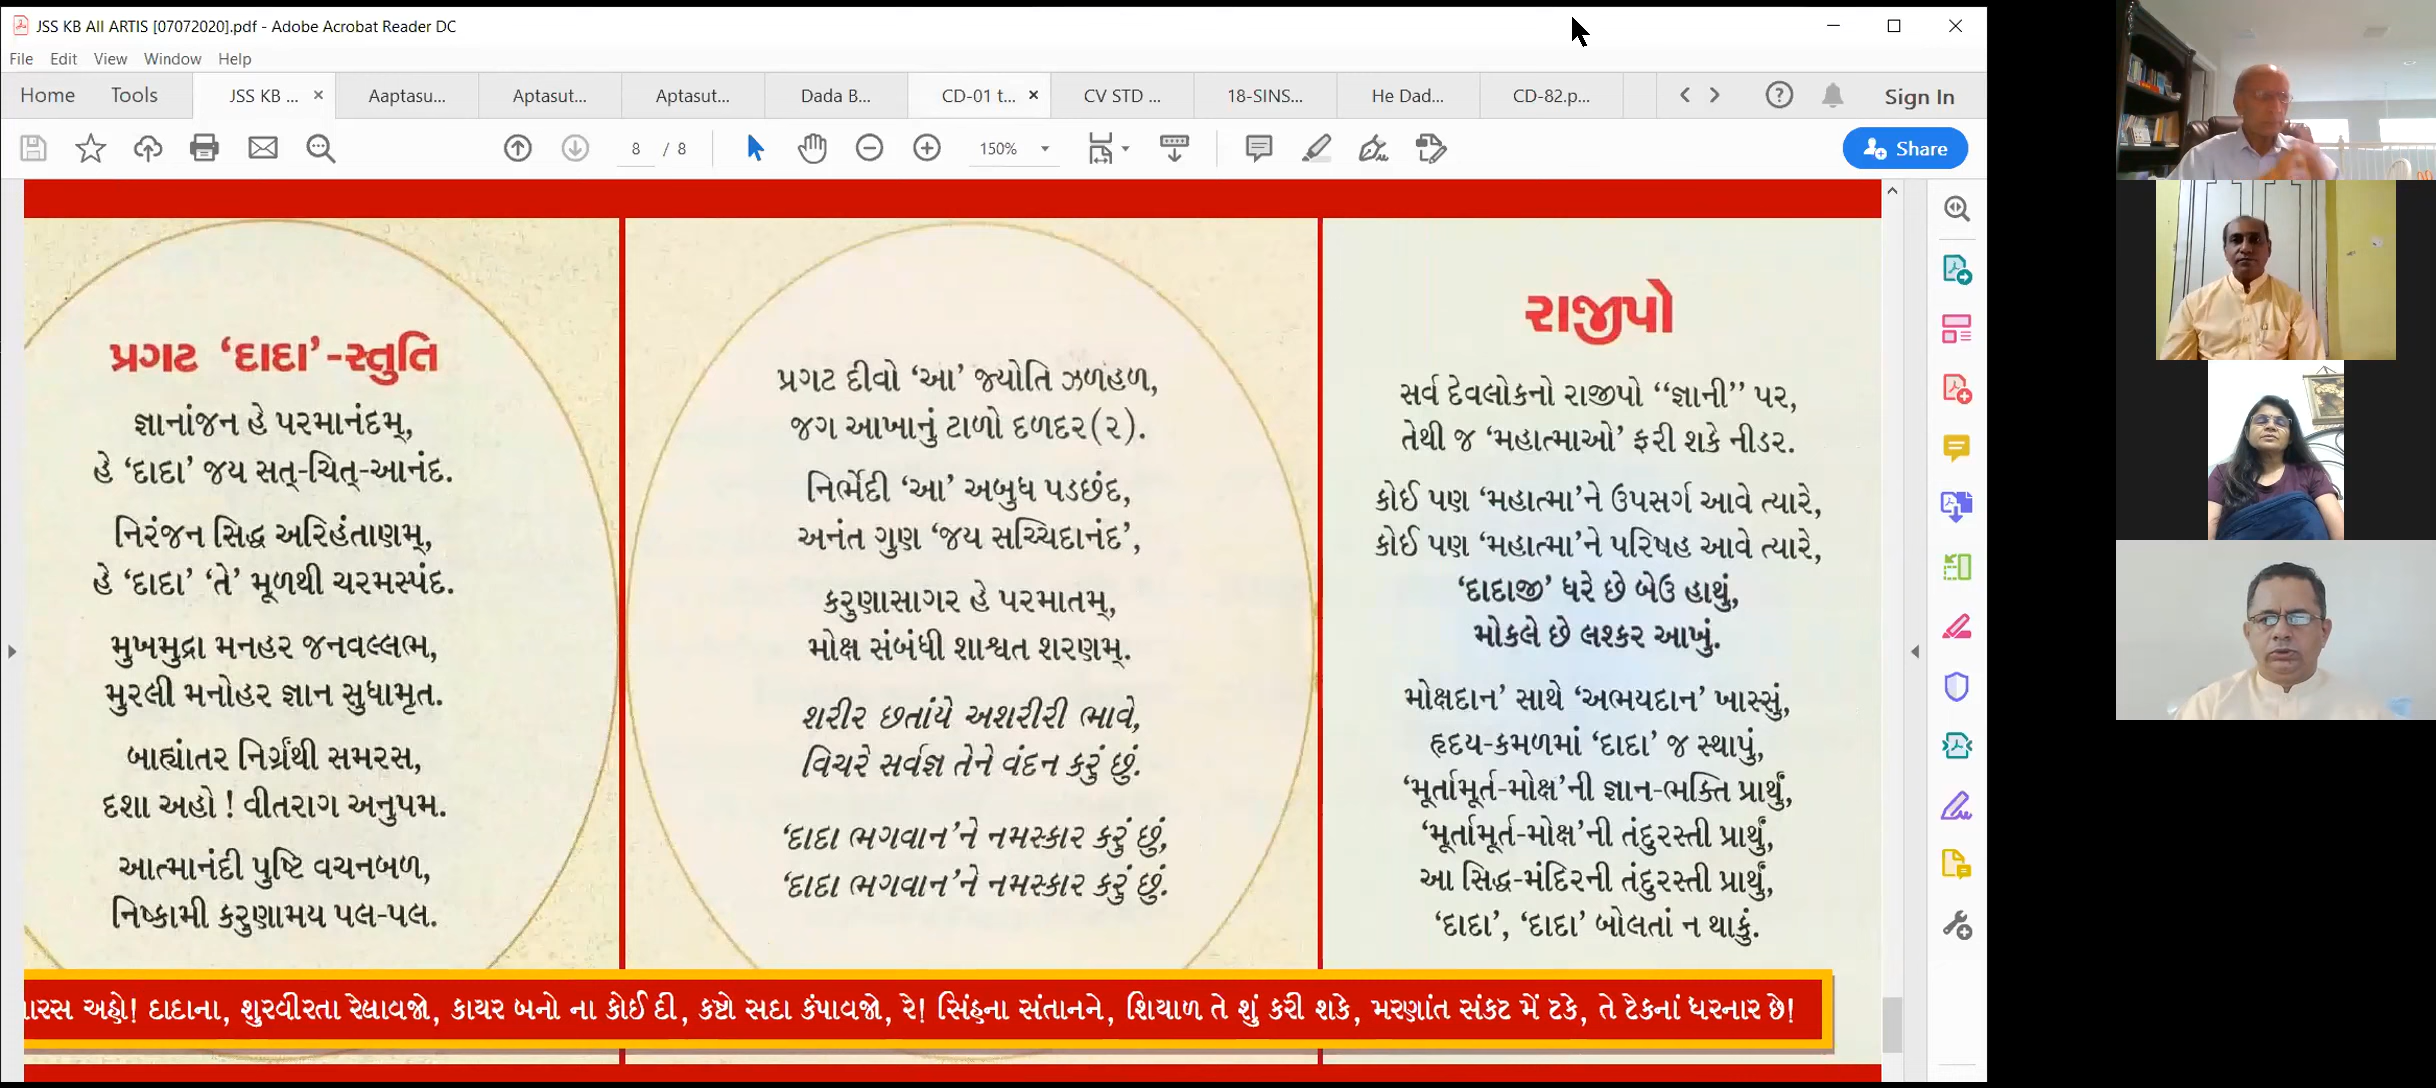 JSS KB All ARTIS [07072020].pdf - Adobe Acrobat Reader DC
File Edit View Window Help
Home Tools JSS KB ... Aaptasu... Aptasut... Aptasut... Dada B... CD-01 t... CV STD ... 18-SINS... He Dad... CD-82.p... Sign In
8 / 8 150% Share
પ્રગટ ‘દાદા’-સ્તુતિ
જ્ઞાનાંજન હે પરમાનંદમ્,
હે ‘દાદા’ જય સત્-ચિત્-આનંદ.
નિરંજન સિદ્ધ અરિહંતાણમ્,
હે ‘દાદા’ ‘તે’ મૂળથી ચરમસ્પંદ.
મુખમુદ્રા મનહર જનવલ્લભ,
મુરલી મનોહર જ્ઞાન સુધામૃત.
બાહ્યાંતર નિર્ગ્રંથી સમરસ,
દશા અહો ! વીતરાગ અનુપમ.
આત્માનંદી પુષ્ટિ વચનબળ,
નિષ્કામી કરુણામય પલ-પલ.
પ્રગટ દીવો ‘આ’ જ્યોતિ ઝળહળ,
જગ આખાનું ટાળો દળદર(૨).
નિર્ભેદી ‘આ’ અબુધ પડછંદ,
અનંત ગુણ ‘જય સચ્ચિદાનંદ’,
કરુણાસાગર હે પરમાતમ્,
મોક્ષ સંબંધી શાશ્વત શરણમ્.
શરીર છતાંયે અશરીરી ભાવે,
વિચરે સર્વજ્ઞ તેને વંદન કરું છું.
‘દાદા ભગવાન’ને નમસ્કાર કરું છું,
‘દાદા ભગવાન’ને નમસ્કાર કરું છું.
રાજીપો
સર્વ દેવલોકનો રાજીપો “જ્ઞાની” પર,
તેથી જ ‘મહાત્માઓ’ ફરી શકે નીડર.
કોઈ પણ ‘મહાત્મા’ને ઉપસર્ગ આવે ત્યારે,
કોઈ પણ ‘મહાત્મા’ને પરિષહ આવે ત્યારે,
‘દાદાજી’ ધરે છે બેઉ હાથું,
મોકલે છે લશ્કર આખું.
મોક્ષદાન’ સાથે ‘અભયદાન’ ખાસ્સું,
હૃદય-કમળમાં ‘દાદા’ જ સ્થાપું,
‘મૂર્તામૂર્ત-મોક્ષ’ની જ્ઞાન-ભક્તિ પ્રાર્થું,
‘મૂર્તામૂર્ત-મોક્ષ’ની તંદુરસ્તી પ્રાર્થું,
આ સિદ્ધ-મંદિરની તંદુરસ્તી પ્રાર્થું,
‘દાદા’, ‘દાદા’ બોલતાં ન થાકું.
ારસ અહો! દાદાના, શુરવીરતા રેલાવજો, કાયર બનો ના કોઈ દી, કષ્ટો સદા કંપાવજો, રે! સિંહના સંતાનને, શિયાળ તે શું કરી શકે, મરણાંત સંકટ મેં ટકે, તે ટેકનાં ધરનાર છે!